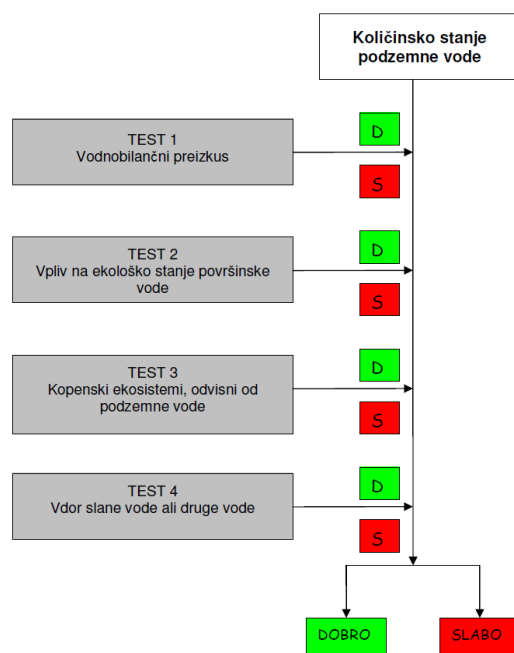 Količinsko stanje
podzemne vode
D
TEST 1
Vodnobilančni preizkus
S
D
TEST 2
Vpliv na ekološko stanje površinske
vode
S
D
TEST 3
Kopenski ekosistemi, odvisni od
podzemne vode
S
D
TEST 4
Vdor slane vode ali druge vode
S
DOBRO
SLABO